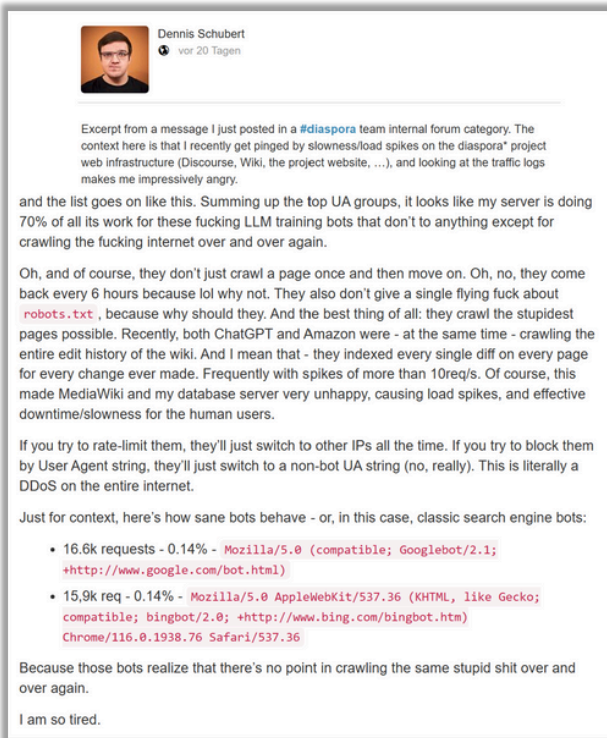 Dennis Schubert
vor 20 Tagen
Excerpt from a message I just posted in a #diaspora team internal forum category. The
context here is that I recently get pinged by slowness/load spikes on the diaspora* project
web infrastructure (Discourse, Wiki, the project website, ...), and looking at the traffic logs
makes me impressively angry.
and the list goes on like this. Summing up the top UA groups, it looks like my server is doing
70% of all its work for these fucking LLM training bots that don't to anything except for
crawling the fucking internet over and over again.
Oh, and of course, they don't just crawl a page once and then move on. Oh, no, they come
back every 6 hours because lol why not. They also don't give a single flying fuck about
robots.txt , because why should they. And the best thing of all: they crawl the stupidest
pages possible. Recently, both ChatGPT and Amazon were - at the same time - crawling the
entire edit history of the wiki. And I mean that - they indexed every single diff on every page
for every change ever made. Frequently with spikes of more than 10req/s. Of course, this
made MediaWiki and my database server very unhappy, causing load spikes, and effective
downtime/slowness for the human users.
If you try to rate-limit them, they'll just switch to other IPs all the time. If you try to block them
by User Agent string, they'll just switch to a non-bot UA string (no, really). This is literally a
DDoS on the entire internet.
Just for context, here's how sane bots behave - or, in this case, classic search engine bots:
• 16.6k requests - 0.14% - Mozilla/5.0 (compatible; Googlebot/2.1;
+http://www.google.com/bot.html)
• 15,9k req - 0.14% - Mozilla/5.0 AppleWebKit/537.36 (KHTML, like Gecko;
compatible; bingbot/2.0; +http://www.bing.com/bingbot.htm)
Chrome/116.0.1938.76 Safari/537.36
Because those bots realize that there's no point in crawling the same stupid shit over and
over again.
I am so tired.